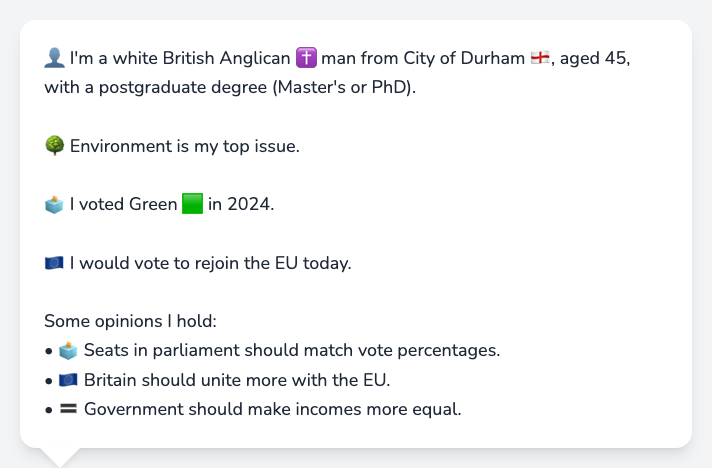 👤 I'm a white British Anglican ✝️ man from City of Durham 🏴󠁧󠁢󠁥󠁮󠁧󠁿, aged 45,
with a postgraduate degree (Master's or PhD).
🌳 Environment is my top issue.
🗳️ I voted Green 🟩 in 2024.
🇪🇺 I would vote to rejoin the EU today.
Some opinions I hold:
• 🗳️ Seats in parliament should match vote percentages.
• 🇪🇺 Britain should unite more with the EU.
• 🟰 Government should make incomes more equal.